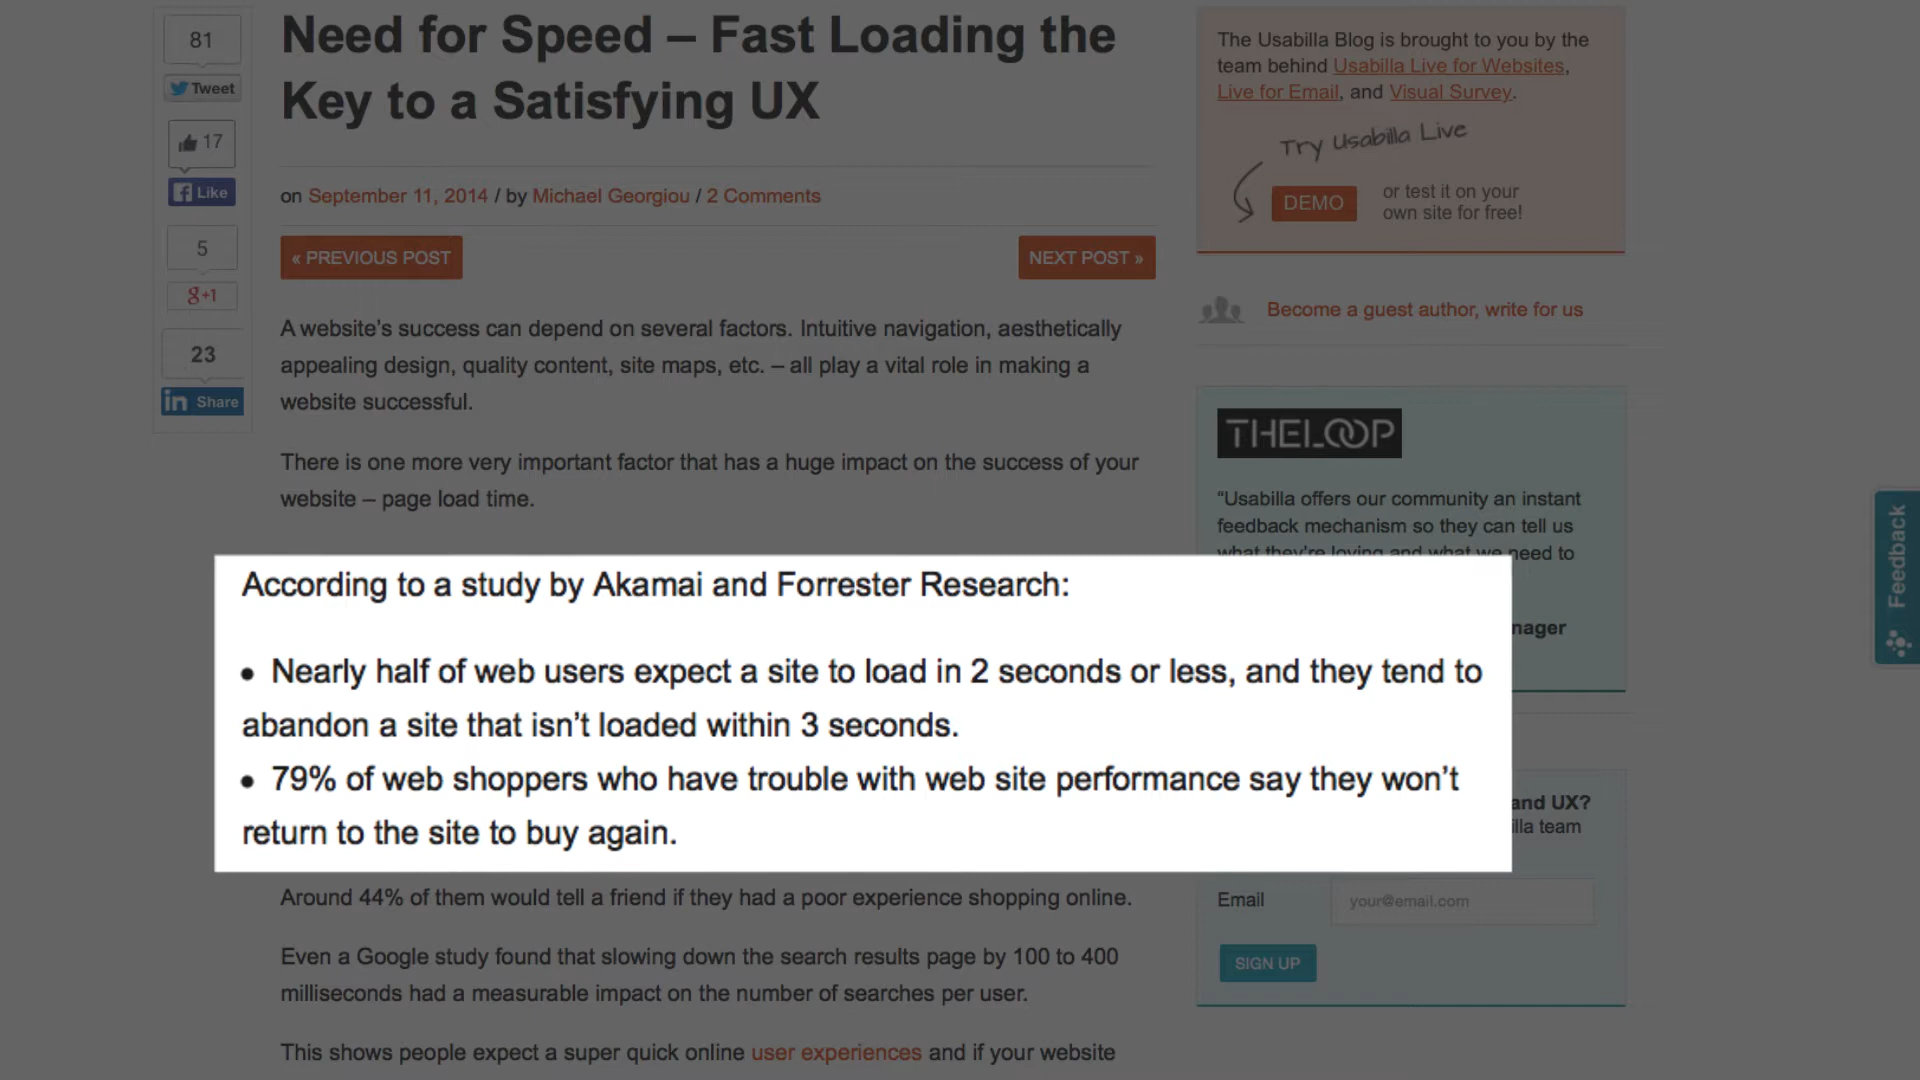 81
Tweet
17
Like
5
g+1
23
in Share
Need for Speed – Fast Loading the
Key to a Satisfying UX
on September 11, 2014 / by Michael Georgiou / 2 Comments
« PREVIOUS POST
NEXT POST »
A website's success can depend on several factors. Intuitive navigation, aesthetically
appealing design, quality content, site maps, etc. – all play a vital role in making a
website successful.
There is one more very important factor that has a huge impact on the success of your
website – page load time.
According to a study by Akamai and Forrester Research:
• Nearly half of web users expect a site to load in 2 seconds or less, and they tend to
abandon a site that isn't loaded within 3 seconds.
• 79% of web shoppers who have trouble with web site performance say they won't
return to the site to buy again.
Around 44% of them would tell a friend if they had a poor experience shopping online.
Even a Google study found that slowing down the search results page by 100 to 400
milliseconds had a measurable impact on the number of searches per user.
This shows people expect a super quick online user experiences and if your website
The Usabilla Blog is brought to you by the
team behind Usabilla Live for Websites,
Live for Email, and Visual Survey.
Try Usabilla Live
DEMO
or test it on your
own site for free!
Become a guest author, write for us
THELOOP
“Usabilla offers our community an instant
feedback mechanism so they can tell us
what they're loving and what we need to
nager
and UX?
illa team
Email
your@email.com
SIGN UP
Feedback